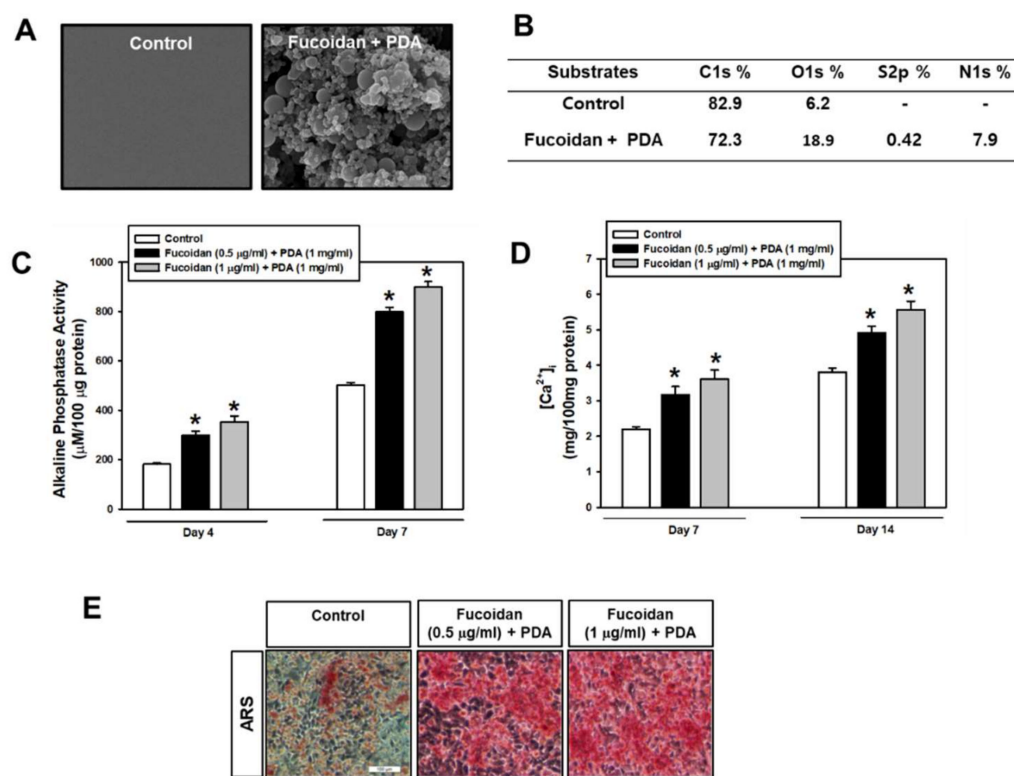 A
Control
Fucoidan + PDA
B
Substrates C1s % O1s % S2p % N1s %
Control 82.9 6.2 - -
Fucoidan + PDA 72.3 18.9 0.42 7.9
C
Control
Fucoidan (0.5 μg/ml) + PDA (1 mg/ml)
Fucoidan (1 μg/ml) + PDA (1 mg/ml)
Alkaline Phosphatase Activity
(μM/100 μg protein)
1000
800
600
400
200
0
* *
* *
Day 4 Day 7
D
Control
Fucoidan (0.5 μg/ml) + PDA (1 mg/ml)
Fucoidan (1 μg/ml) + PDA (1 mg/ml)
[Ca²⁺]ᵢ
(mg/100mg protein)
7
6
5
4
3
2
1
0
* *
* *
Day 7 Day 14
E
Control
Fucoidan
(0.5 μg/ml) + PDA
Fucoidan
(1 μg/ml) + PDA
ARS